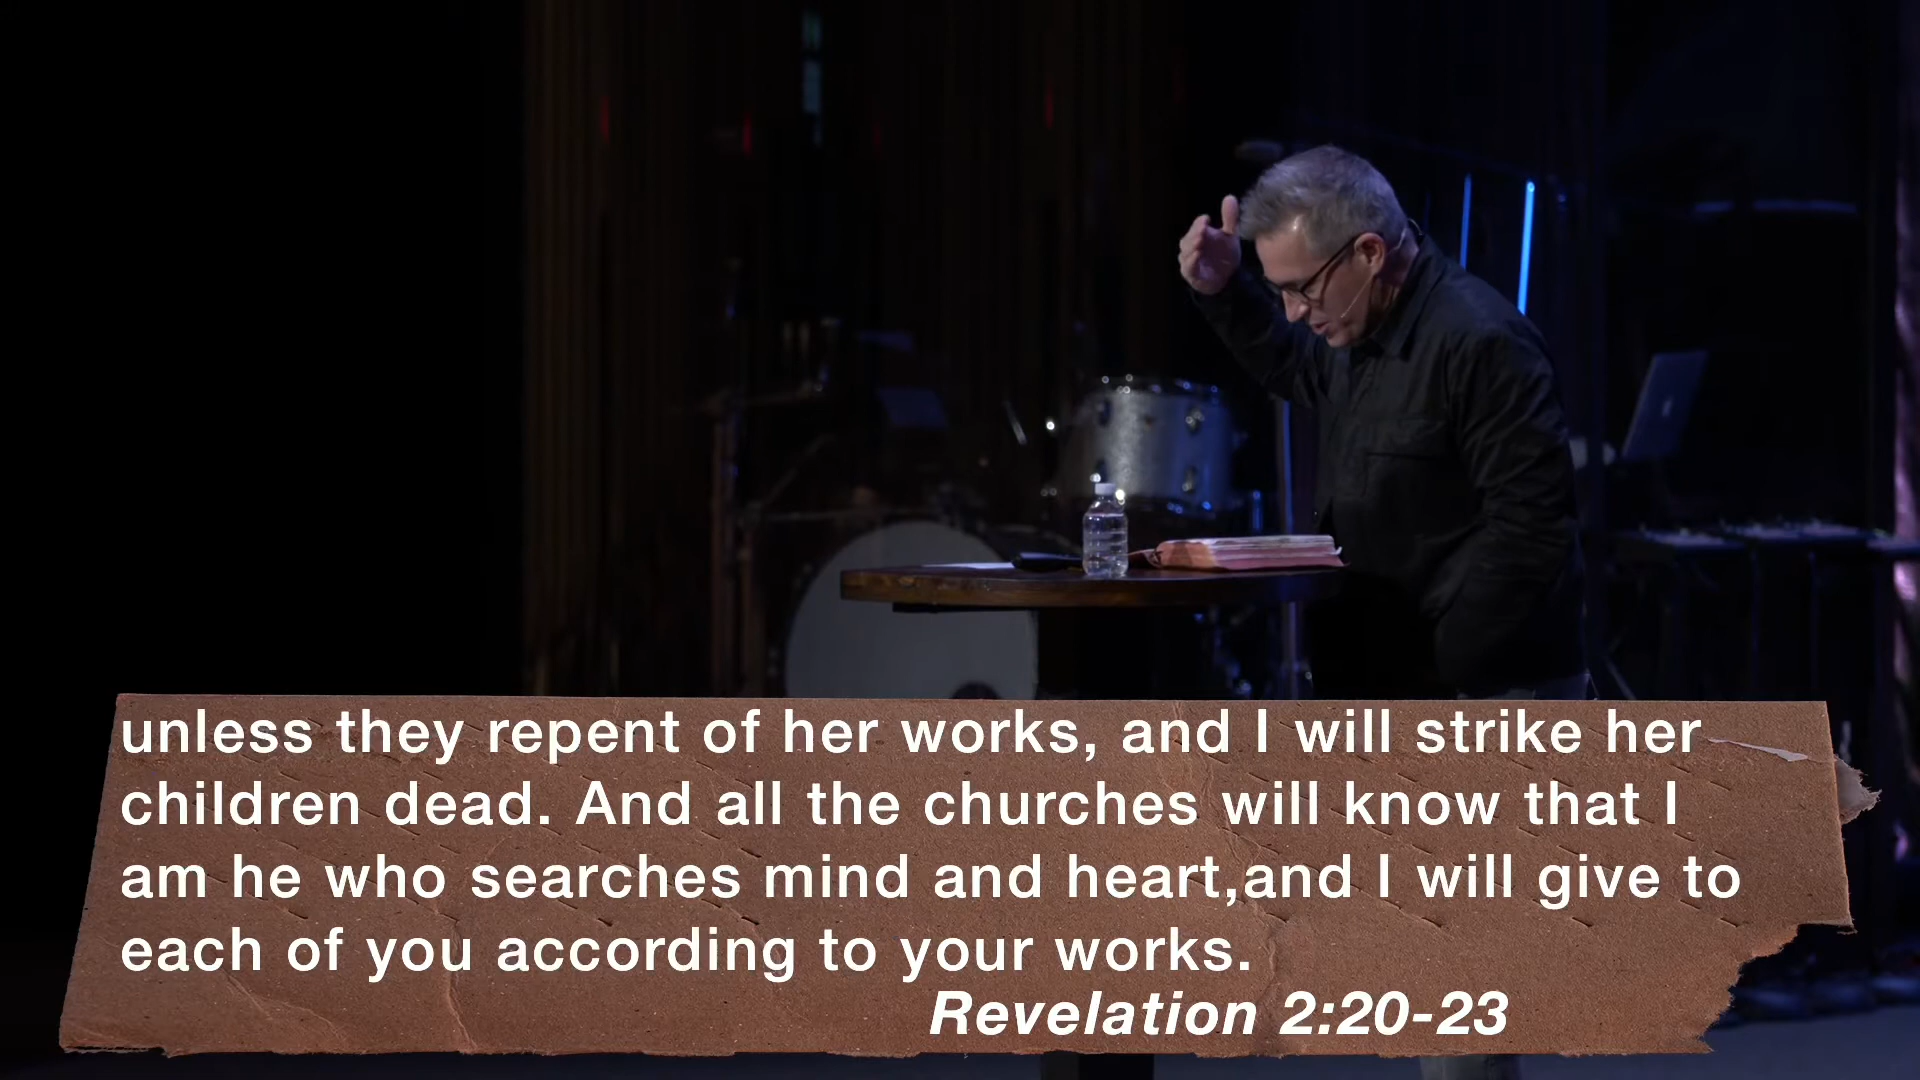 unless they repent of her works, and I will strike her
children dead. And all the churches will know that I
am he who searches mind and heart,and I will give to
each of you according to your works.
Revelation 2:20-23